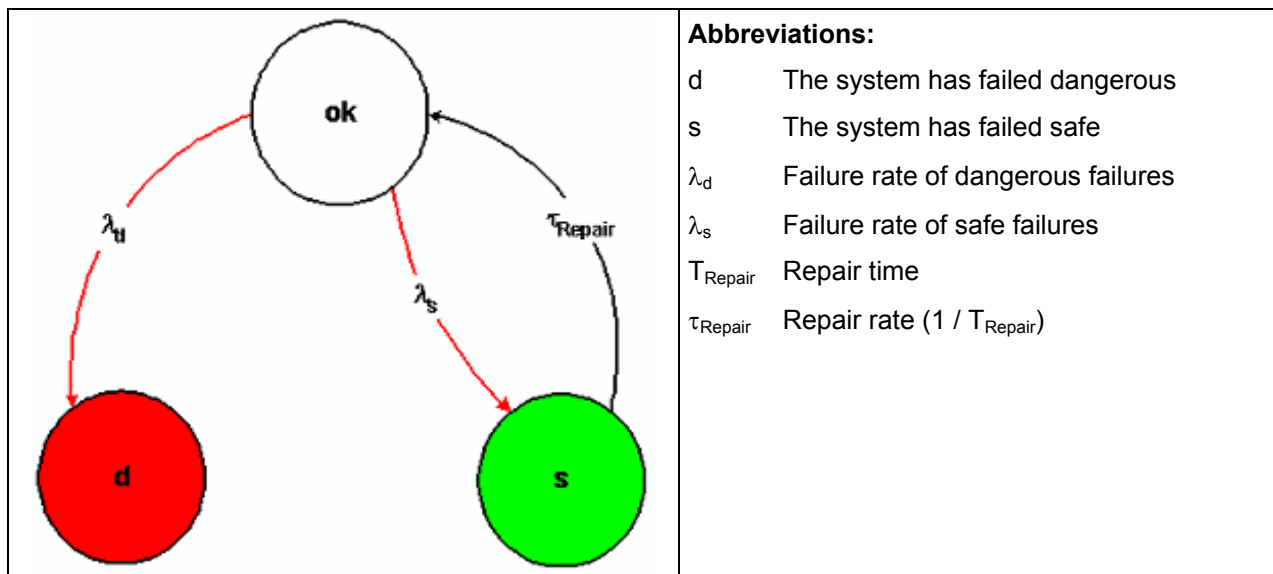 ok
λd
τRepair
λs
d
s
Abbreviations:
d The system has failed dangerous
s The system has failed safe
λd Failure rate of dangerous failures
λs Failure rate of safe failures
TRepair Repair time
τRepair Repair rate (1 / TRepair)